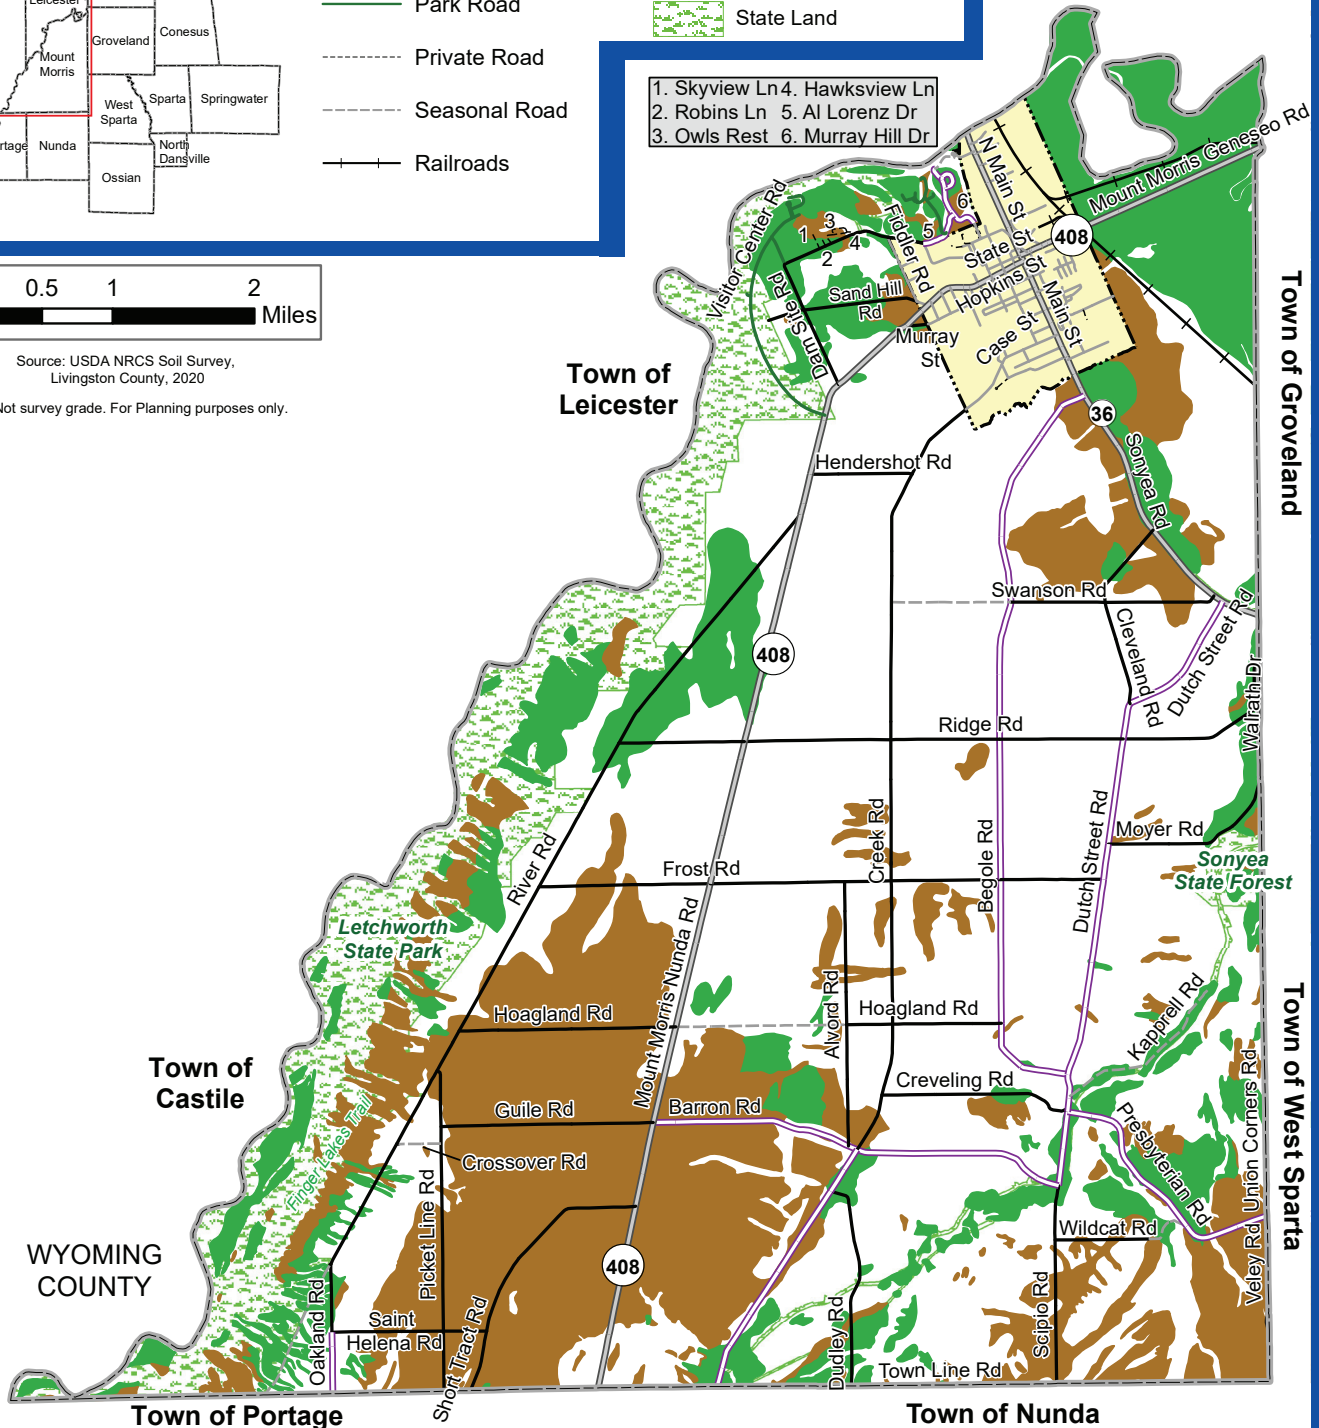 Leicester
Groveland
Conesus
Mount
Morris
West
Sparta
Sparta
Springwater
rtage
Nunda
North
Dansville
Ossian
Park Road
Private Road
Seasonal Road
Railroads
State Land
1. Skyview Ln 4. Hawksview Ln
2. Robins Ln 5. Al Lorenz Dr
3. Owls Rest 6. Murray Hill Dr
0.5 1 2
Miles
Source: USDA NRCS Soil Survey,
Livingston County, 2020
Not survey grade. For Planning purposes only.
Mount Morris Geneseo Rd
N Main St
Visitor Center Rd
Fiddler Rd
6
5
3
1
4
2
State St
408
Hopkins St
Main St
Sand Hill
Rd
Dam Site Rd
Murray
St
Case St
Town of Groveland
Town of
Leicester
36
Sonyea Rd
Hendershot Rd
Swanson Rd
Cleveland Rd
Dutch Street Rd
408
Walrath Dr
Ridge Rd
Creek Rd
Begole Rd
Dutch Street Rd
Moyer Rd
River Rd
Frost Rd
Sonyea
State Forest
Letchworth
State Park
Mount Morris Nunda Rd
Hoagland Rd
Alvord Rd
Hoagland Rd
Kapprell Rd
Town of West Sparta
Town of
Castile
Creveling Rd
Guile Rd
Barron Rd
Finger Lakes Trail
Crossover Rd
Presbyterian Rd
Union Corners Rd
Picket Line Rd
WYOMING
COUNTY
Wildcat Rd
Veley Rd
408
Oakland Rd
Saint
Helena Rd
Short Tract Rd
Dudley Rd
Scipio Rd
Town Line Rd
Town of Portage
Town of Nunda